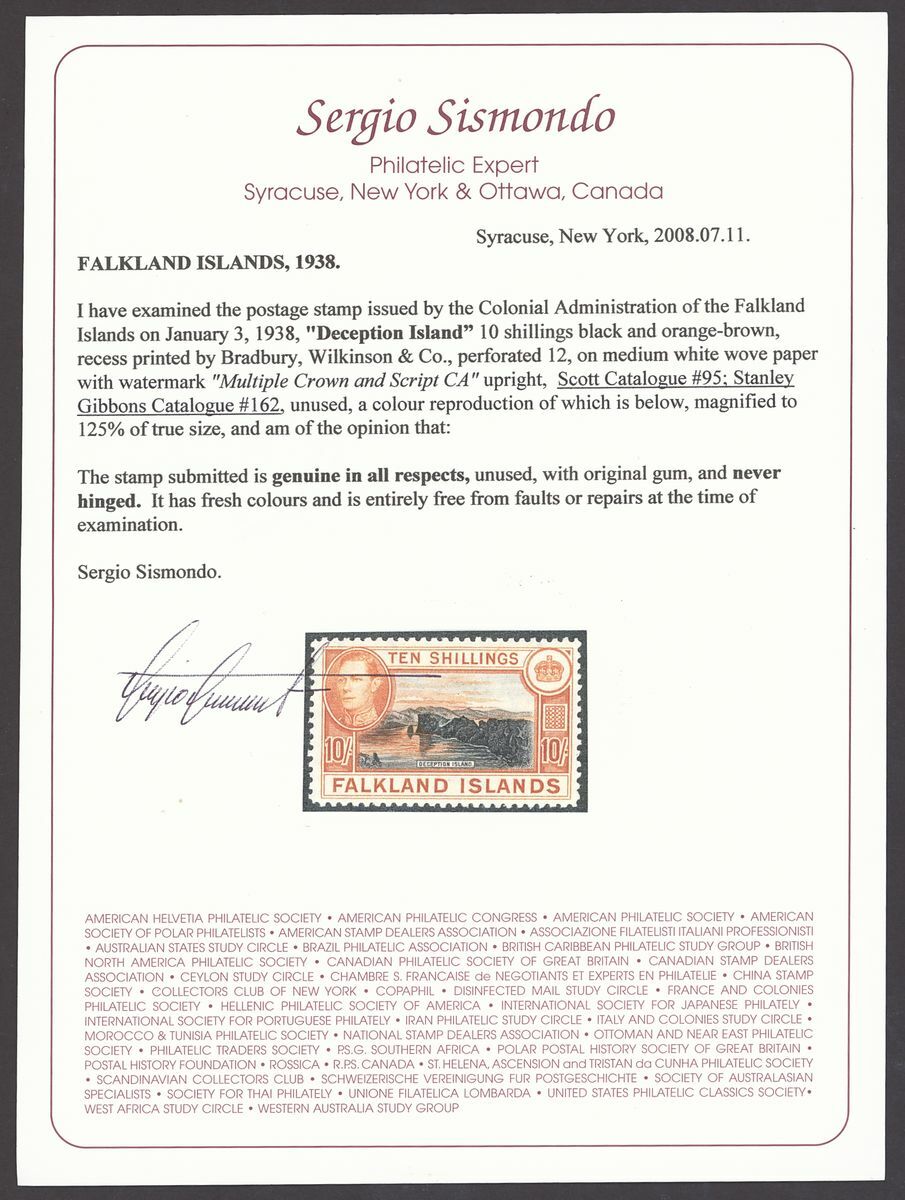 Sergio Sismondo
Philatelic Expert
Syracuse, New York & Ottawa, Canada
Syracuse, New York, 2008.07.11.
FALKLAND ISLANDS, 1938.
I have examined the postage stamp issued by the Colonial Administration of the Falkland
Islands on January 3, 1938, "Deception Island” 10 shillings black and orange-brown,
recess printed by Bradbury, Wilkinson & Co., perforated 12, on medium white wove paper
with watermark "Multiple Crown and Script CA" upright, Scott Catalogue #95; Stanley
Gibbons Catalogue #162, unused, a colour reproduction of which is below, magnified to
125% of true size, and am of the opinion that:
The stamp submitted is genuine in all respects, unused, with original gum, and never
hinged. It has fresh colours and is entirely free from faults or repairs at the time of
examination.
Sergio Sismondo.
TEN SHILLINGS
10/- 10/-
DECEPTION ISLAND
FALKLAND ISLANDS
AMERICAN HELVETIA PHILATELIC SOCIETY • AMERICAN PHILATELIC CONGRESS • AMERICAN PHILATELIC SOCIETY • AMERICAN
SOCIETY OF POLAR PHILATELISTS • AMERICAN STAMP DEALERS ASSOCIATION • ASSOCIAZIONE FILATELISTI ITALIANI PROFESSIONISTI
• AUSTRALIAN STATES STUDY CIRCLE • BRAZIL PHILATELIC ASSOCIATION • BRITISH CARIBBEAN PHILATELIC STUDY GROUP • BRITISH
NORTH AMERICA PHILATELIC SOCIETY • CANADIAN PHILATELIC SOCIETY OF GREAT BRITAIN • CANADIAN STAMP DEALERS
ASSOCIATION • CEYLON STUDY CIRCLE • CHAMBRE S. FRANCAISE de NEGOTIANTS ET EXPERTS EN PHILATELIE • CHINA STAMP
SOCIETY • COLLECTORS CLUB OF NEW YORK • COPAPHIL • DISINFECTED MAIL STUDY CIRCLE • FRANCE AND COLONIES
PHILATELIC SOCIETY • HELLENIC PHILATELIC SOCIETY OF AMERICA • INTERNATIONAL SOCIETY FOR JAPANESE PHILATELY •
INTERNATIONAL SOCIETY FOR PORTUGUESE PHILATELY • IRAN PHILATELIC STUDY CIRCLE • ITALY AND COLONIES STUDY CIRCLE •
MOROCCO & TUNISIA PHILATELIC SOCIETY • NATIONAL STAMP DEALERS ASSOCIATION • OTTOMAN AND NEAR EAST PHILATELIC
SOCIETY • PHILATELIC TRADERS SOCIETY • P.S.G. SOUTHERN AFRICA • POLAR POSTAL HISTORY SOCIETY OF GREAT BRITAIN •
POSTAL HISTORY FOUNDATION • ROSSICA • R.P.S. CANADA • ST. HELENA, ASCENSION and TRISTAN da CUNHA PHILATELIC SOCIETY
• SCANDINAVIAN COLLECTORS CLUB • SCHWEIZERISCHE VEREINIGUNG FUR POSTGESCHICHTE • SOCIETY OF AUSTRALASIAN
SPECIALISTS • SOCIETY FOR THAI PHILATELY • UNIONE FILATELICA LOMBARDA • UNITED STATES PHILATELIC CLASSICS SOCIETY•
WEST AFRICA STUDY CIRCLE • WESTERN AUSTRALIA STUDY GROUP